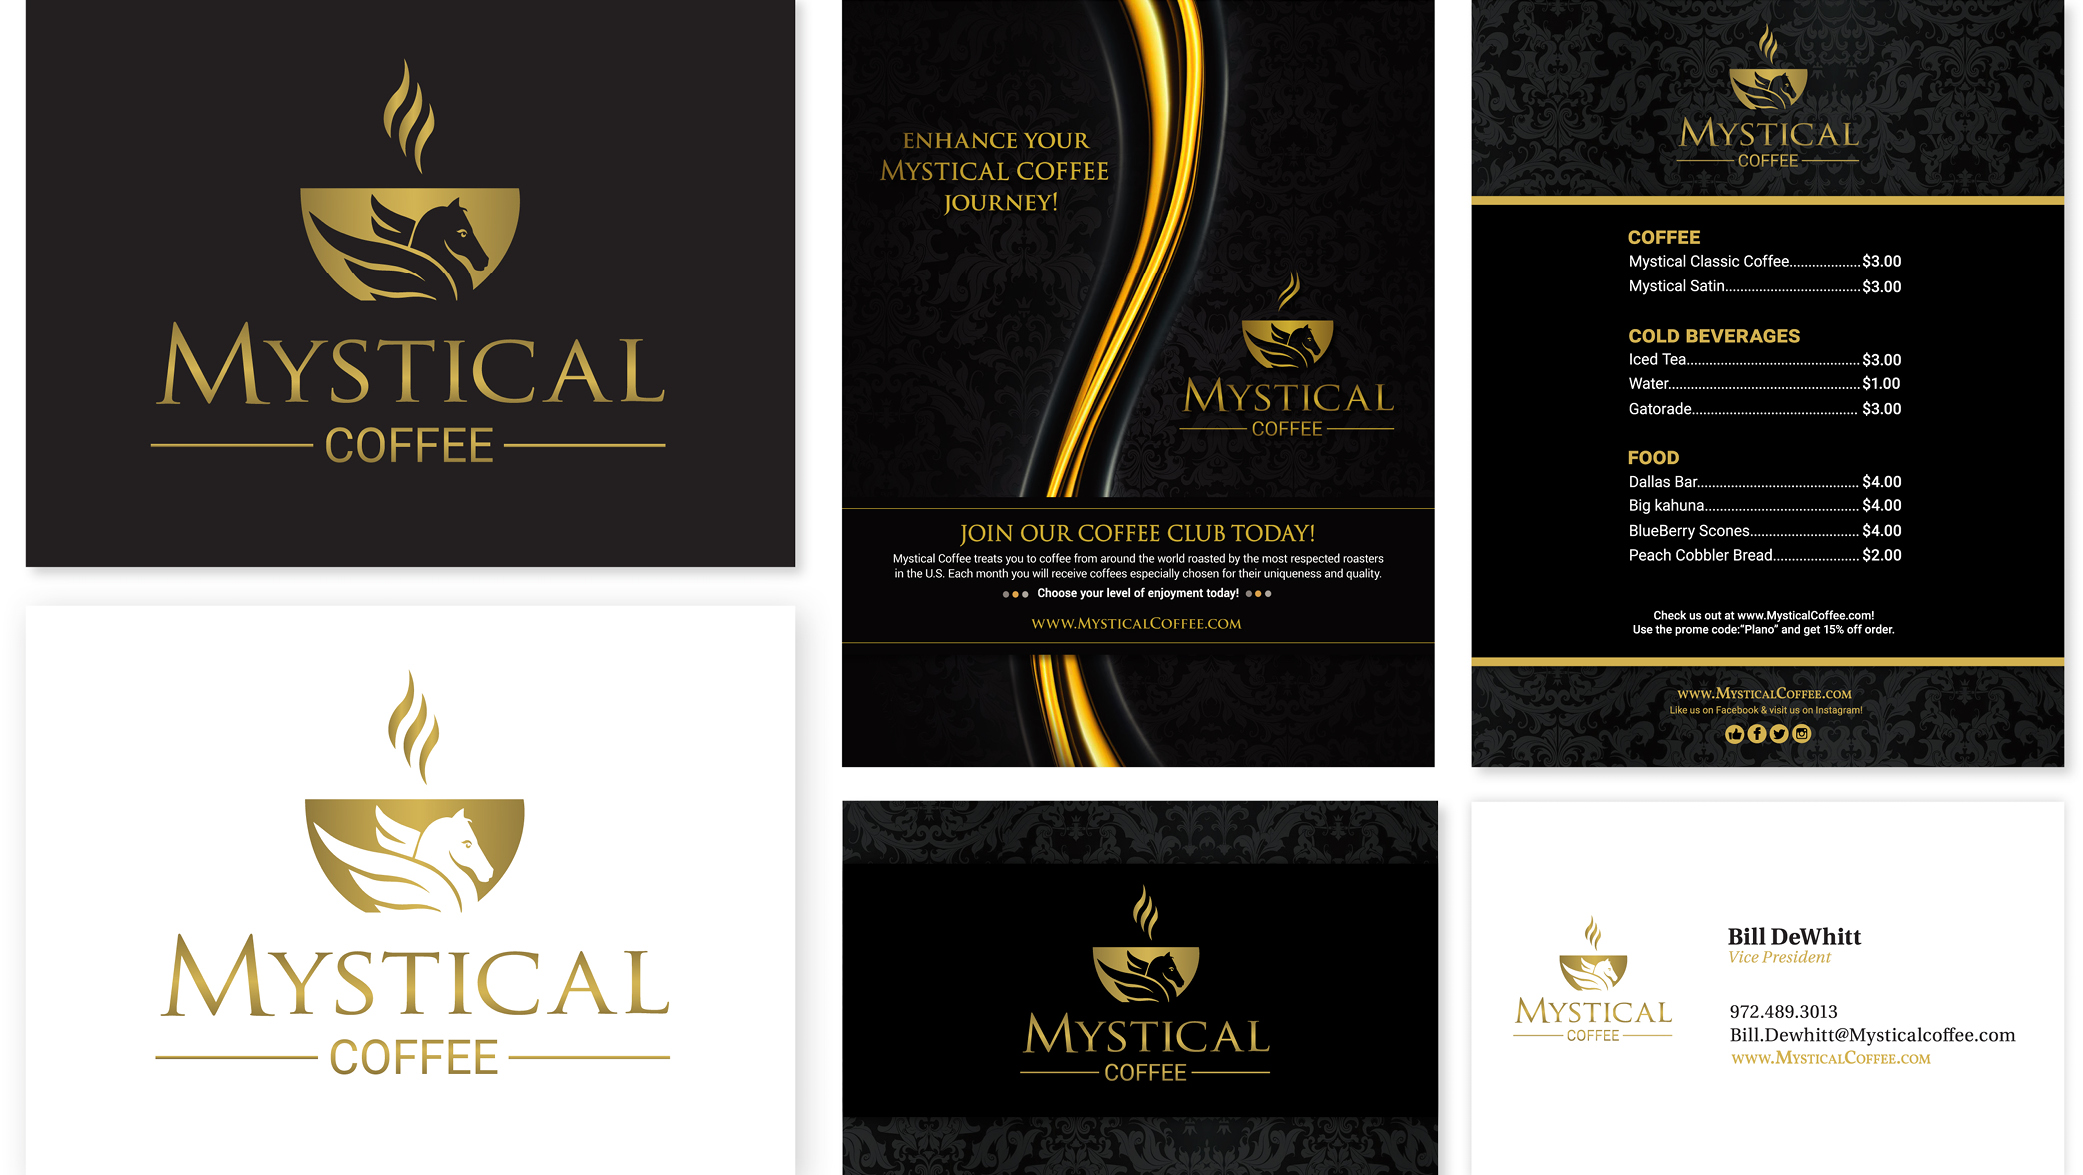 MYSTICAL
COFFEE
MYSTICAL
COFFEE
ENHANCE YOUR
MYSTICAL COFFEE
JOURNEY!
MYSTICAL
COFFEE
JOIN OUR COFFEE CLUB TODAY!
Mystical Coffee treats you to coffee from around the world roasted by the most respected roasters
in the U.S. Each month you will receive coffees especially chosen for their uniqueness and quality.
Choose your level of enjoyment today!
WWW.MYSTICALCOFFEE.COM
MYSTICAL
COFFEE
COFFEE
Mystical Classic Coffee..................$3.00
Mystical Satin..................................$3.00
COLD BEVERAGES
Iced Tea...........................................$3.00
Water................................................$1.00
Gatorade.........................................$3.00
FOOD
Dallas Bar........................................$4.00
Big kahuna......................................$4.00
BlueBerry Scones...........................$4.00
Peach Cobbler Bread.....................$2.00
Check us out at www.MysticalCoffee.com!
Use the prome code:“Plano” and get 15% off order.
WWW.MYSTICALCOFFEE.COM
Like us on Facebook & visit us on Instagram!
MYSTICAL
COFFEE
MYSTICAL
COFFEE
Bill DeWhitt
Vice President
972.489.3013
Bill.Dewhitt@Mysticalcoffee.com
WWW.MYSTICALCOFFEE.COM